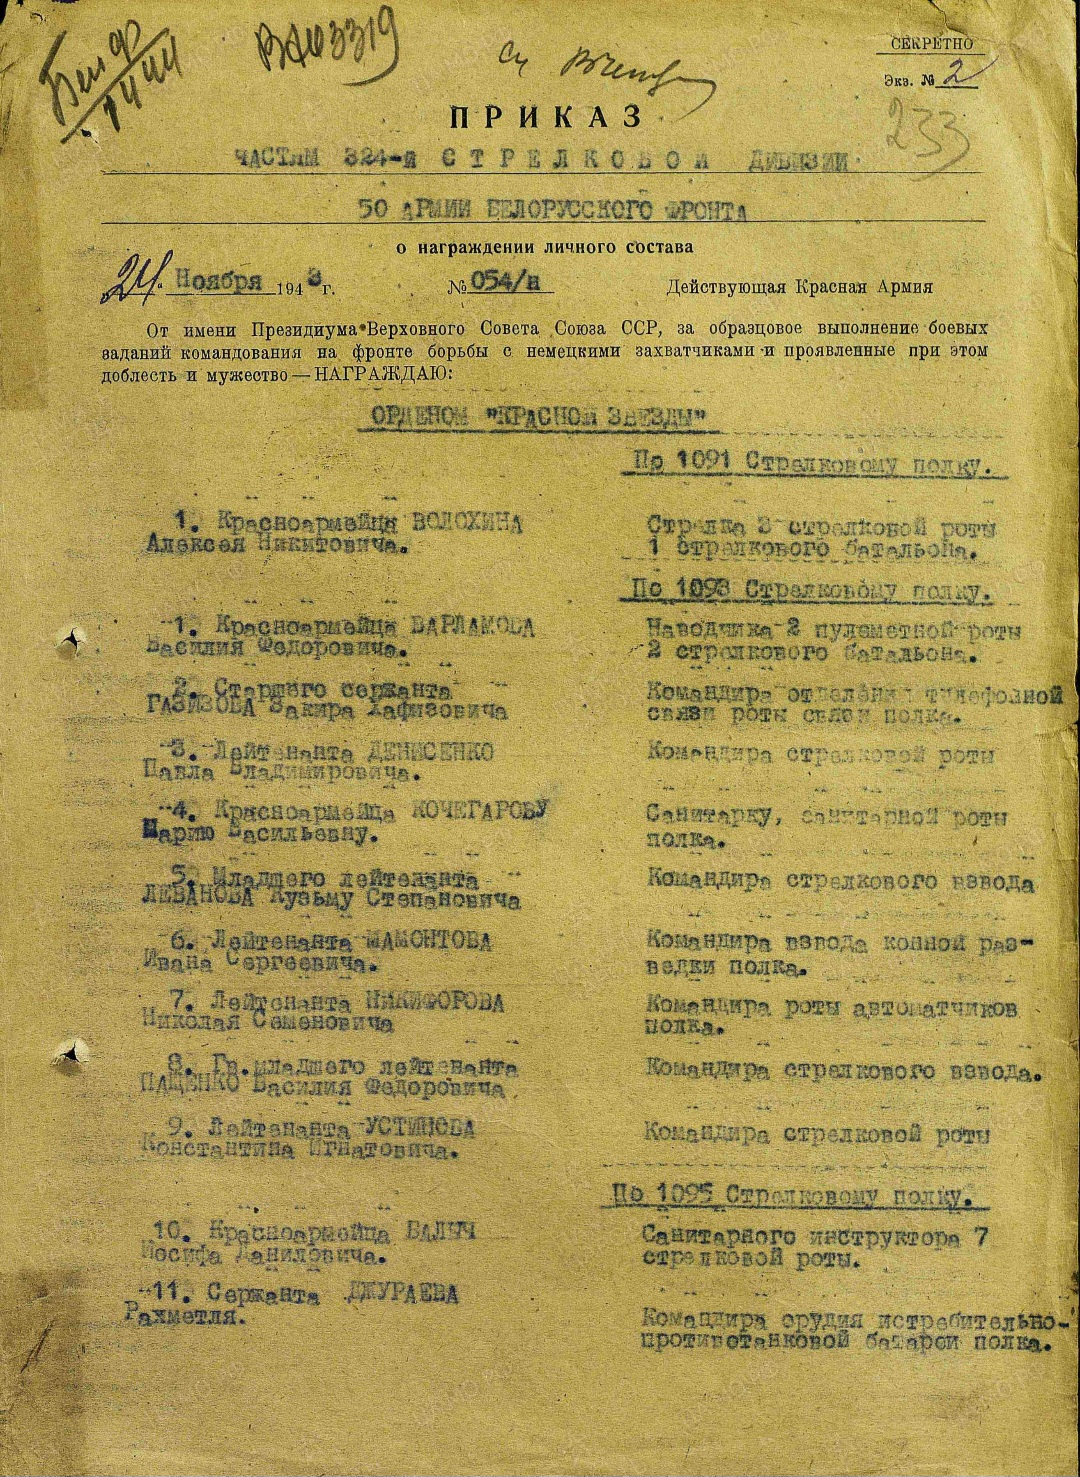 ВА403319
СЕКРЕТНО
Экз. № 2
233
ПРИКАЗ
ЧАСТЯМ 324-й СТРЕЛКОВОЙ ДИВИЗИИ
50 АРМИИ БЕЛОРУССКОГО ФРОНТА
о награждении личного состава
24. Ноября 1943 г. № 054/н Действующая Красная Армия
От имени Президиума Верховного Совета Союза ССР, за образцовое выполнение боевых
заданий командования на фронте борьбы с немецкими захватчиками и проявленные при этом
доблесть и мужество — НАГРАЖДАЮ:
ОРДЕНОМ "КРАСНОЙ ЗВЕЗДЫ"
По 1091 Стрелковому полку.
1. Красноармейца ВОЛОХИНА Стрелка 3 стрелковой роты
Алексея Никитовича. 1 стрелкового батальона.
По 1093 Стрелковому полку.
1. Красноармейца ВАРЛАМОВА Наводчика 2 пулеметной роты
Василия Федоровича. 2 стрелкового батальона.
2. Старшего сержанта Командира отделения телефонной
ГАЗИЗОВА Закира Хафизовича связи роты связи полка.
3. Лейтенанта ДЕНИСЕНКО Командира стрелковой роты
Павла Владимировича.
4. Красноармейца КОЧЕГАРОВУ Санитарку, санитарной роты
Марию Васильевну. полка.
5. Младшего лейтенанта Командира стрелкового взвода
ЛЕВАНОВА Кузьму Степановича
6. Лейтенанта МАМОНТОВА Командира взвода конной раз-
Ивана Сергеевича. ведки полка.
7. Лейтенанта НИКИФОРОВА Командира роты автоматчиков
Николая Семеновича полка.
8. Гв.младшего лейтенанта Командира стрелкового взвода.
ПАЩЕНКО Василия Федоровича
9. Лейтенанта УСТИНОВА Командира стрелковой роты
Константина Игнатовича.
По 1095 Стрелковому полку.
10. Красноармейца БАЛЫЧ Санитарного инструктора 7
Иосифа Даниловича. стрелковой роты.
11. Сержанта ДЖУРАЕВА
Рахметля. Командира орудия истребительно-
противотанковой батареи полка.